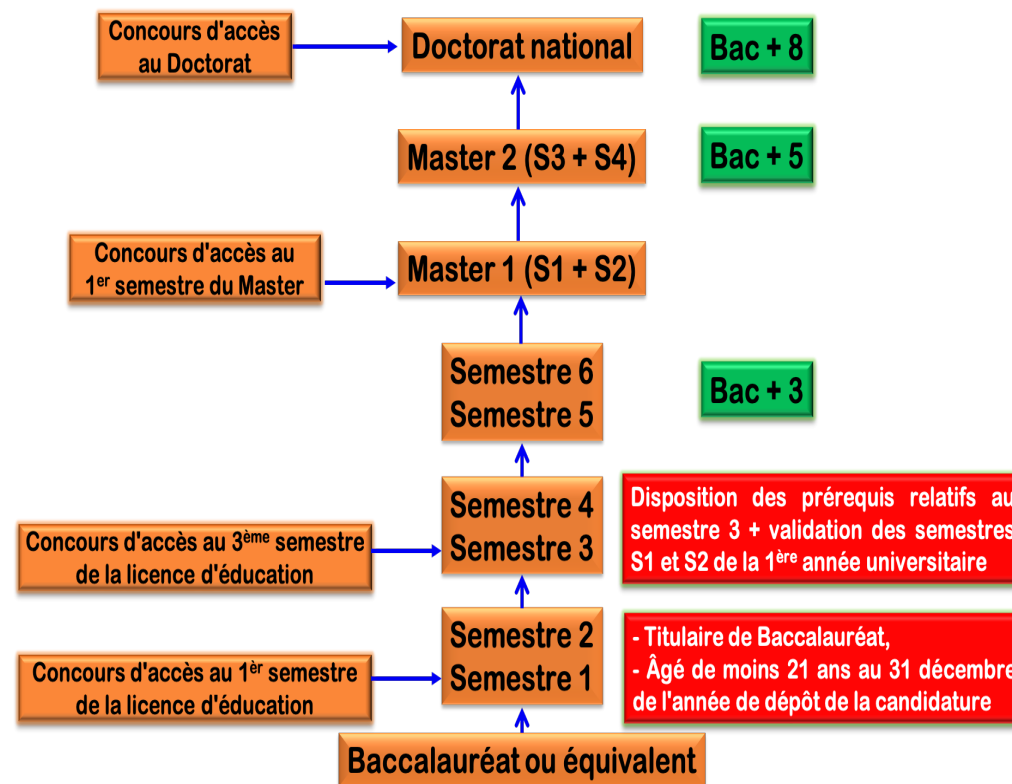 Concours d'accès
au Doctorat
Doctorat national
Bac + 8
Master 2 (S3 + S4)
Bac + 5
Concours d'accès au
1er semestre du Master
Master 1 (S1 + S2)
Semestre 6
Semestre 5
Bac + 3
Concours d'accès au 3ème semestre
de la licence d'éducation
Semestre 4
Semestre 3
Disposition des prérequis relatifs au
semestre 3 + validation des semestres
S1 et S2 de la 1ère année universitaire
Concours d'accès au 1èr semestre
de la licence d'éducation
Semestre 2
Semestre 1
- Titulaire de Baccalauréat,
- Âgé de moins 21 ans au 31 décembre
de l'année de dépôt de la candidature
Baccalauréat ou équivalent